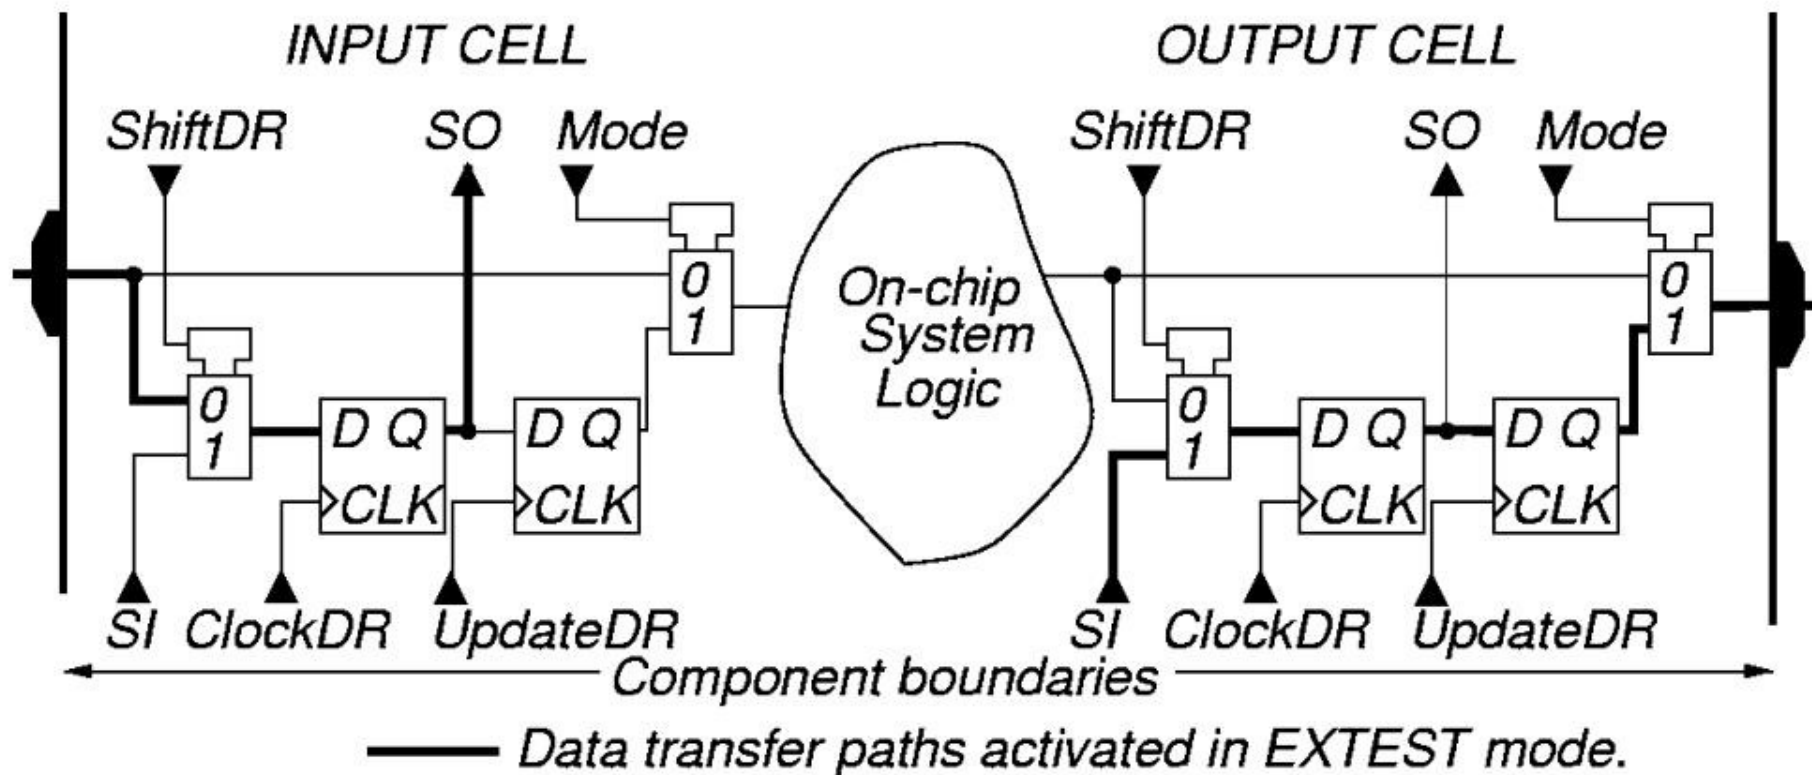 INPUT CELL
OUTPUT CELL
ShiftDR
SO
Mode
ShiftDR
SO
Mode
0
1
On-chip
System
Logic
0
1
0
1
D Q
CLK
D Q
CLK
0
1
D Q
CLK
D Q
CLK
SI
ClockDR
UpdateDR
SI
ClockDR
UpdateDR
Component boundaries
Data transfer paths activated in EXTEST mode.